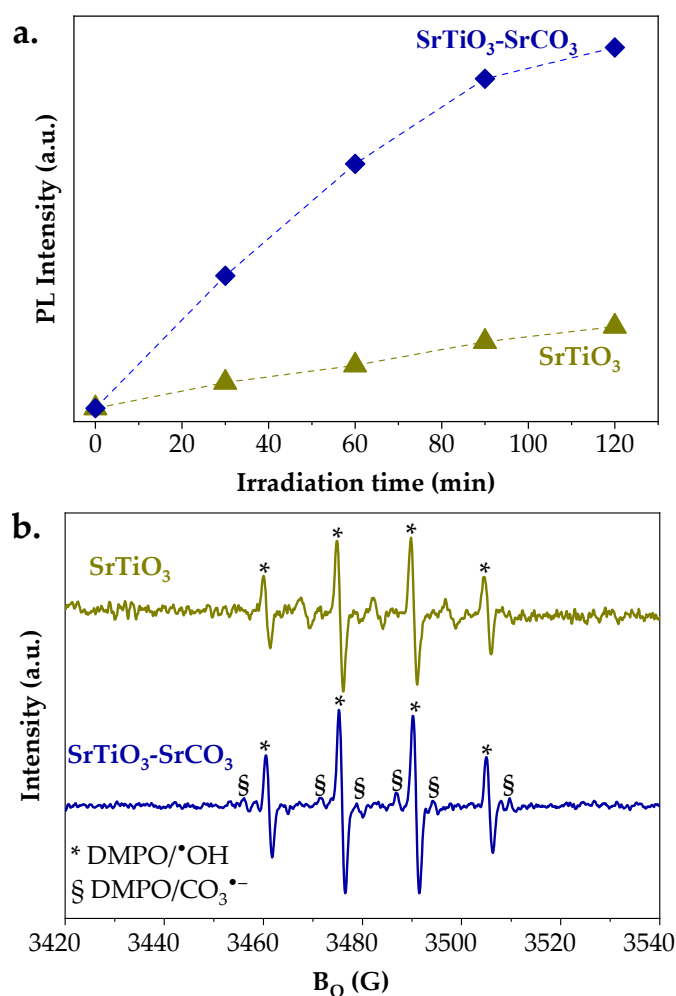 a.
SrTiO₃-SrCO₃
SrTiO₃
PL Intensity (a.u.)
0 20 40 60 80 100 120
Irradiation time (min)
b.
* * * *
SrTiO₃
SrTiO₃-SrCO₃
* * * *
§ § § § § §
* DMPO/•OH
§ DMPO/CO₃•−
Intensity (a.u.)
3420 3440 3460 3480 3500 3520 3540
B_O (G)